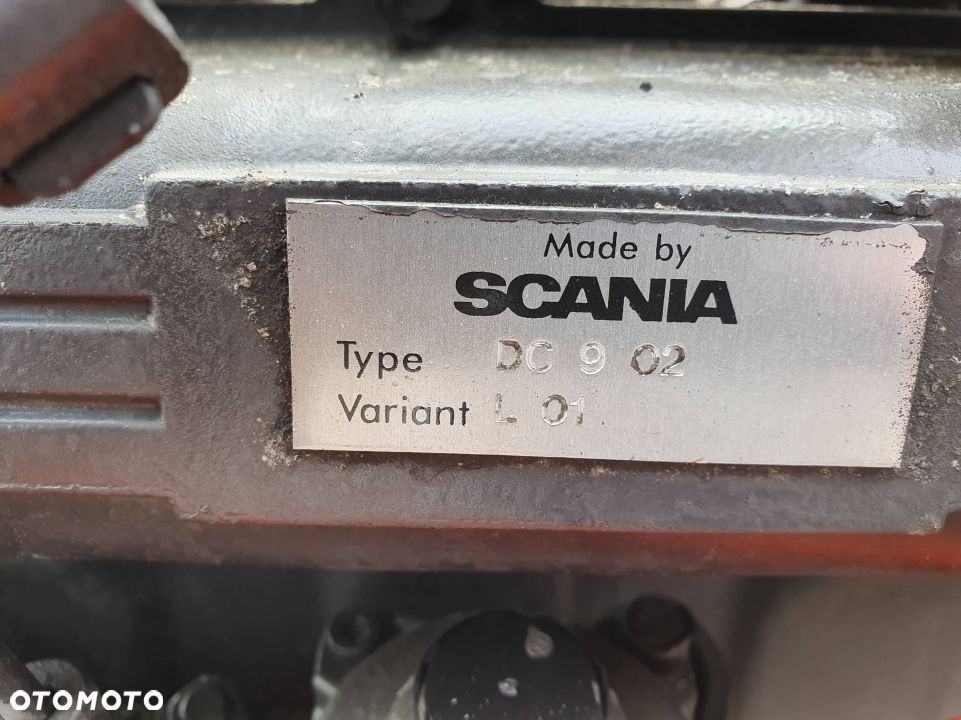 Made by
SCANIA
Type DC 9 02
Variant L 01
OTOMOTO